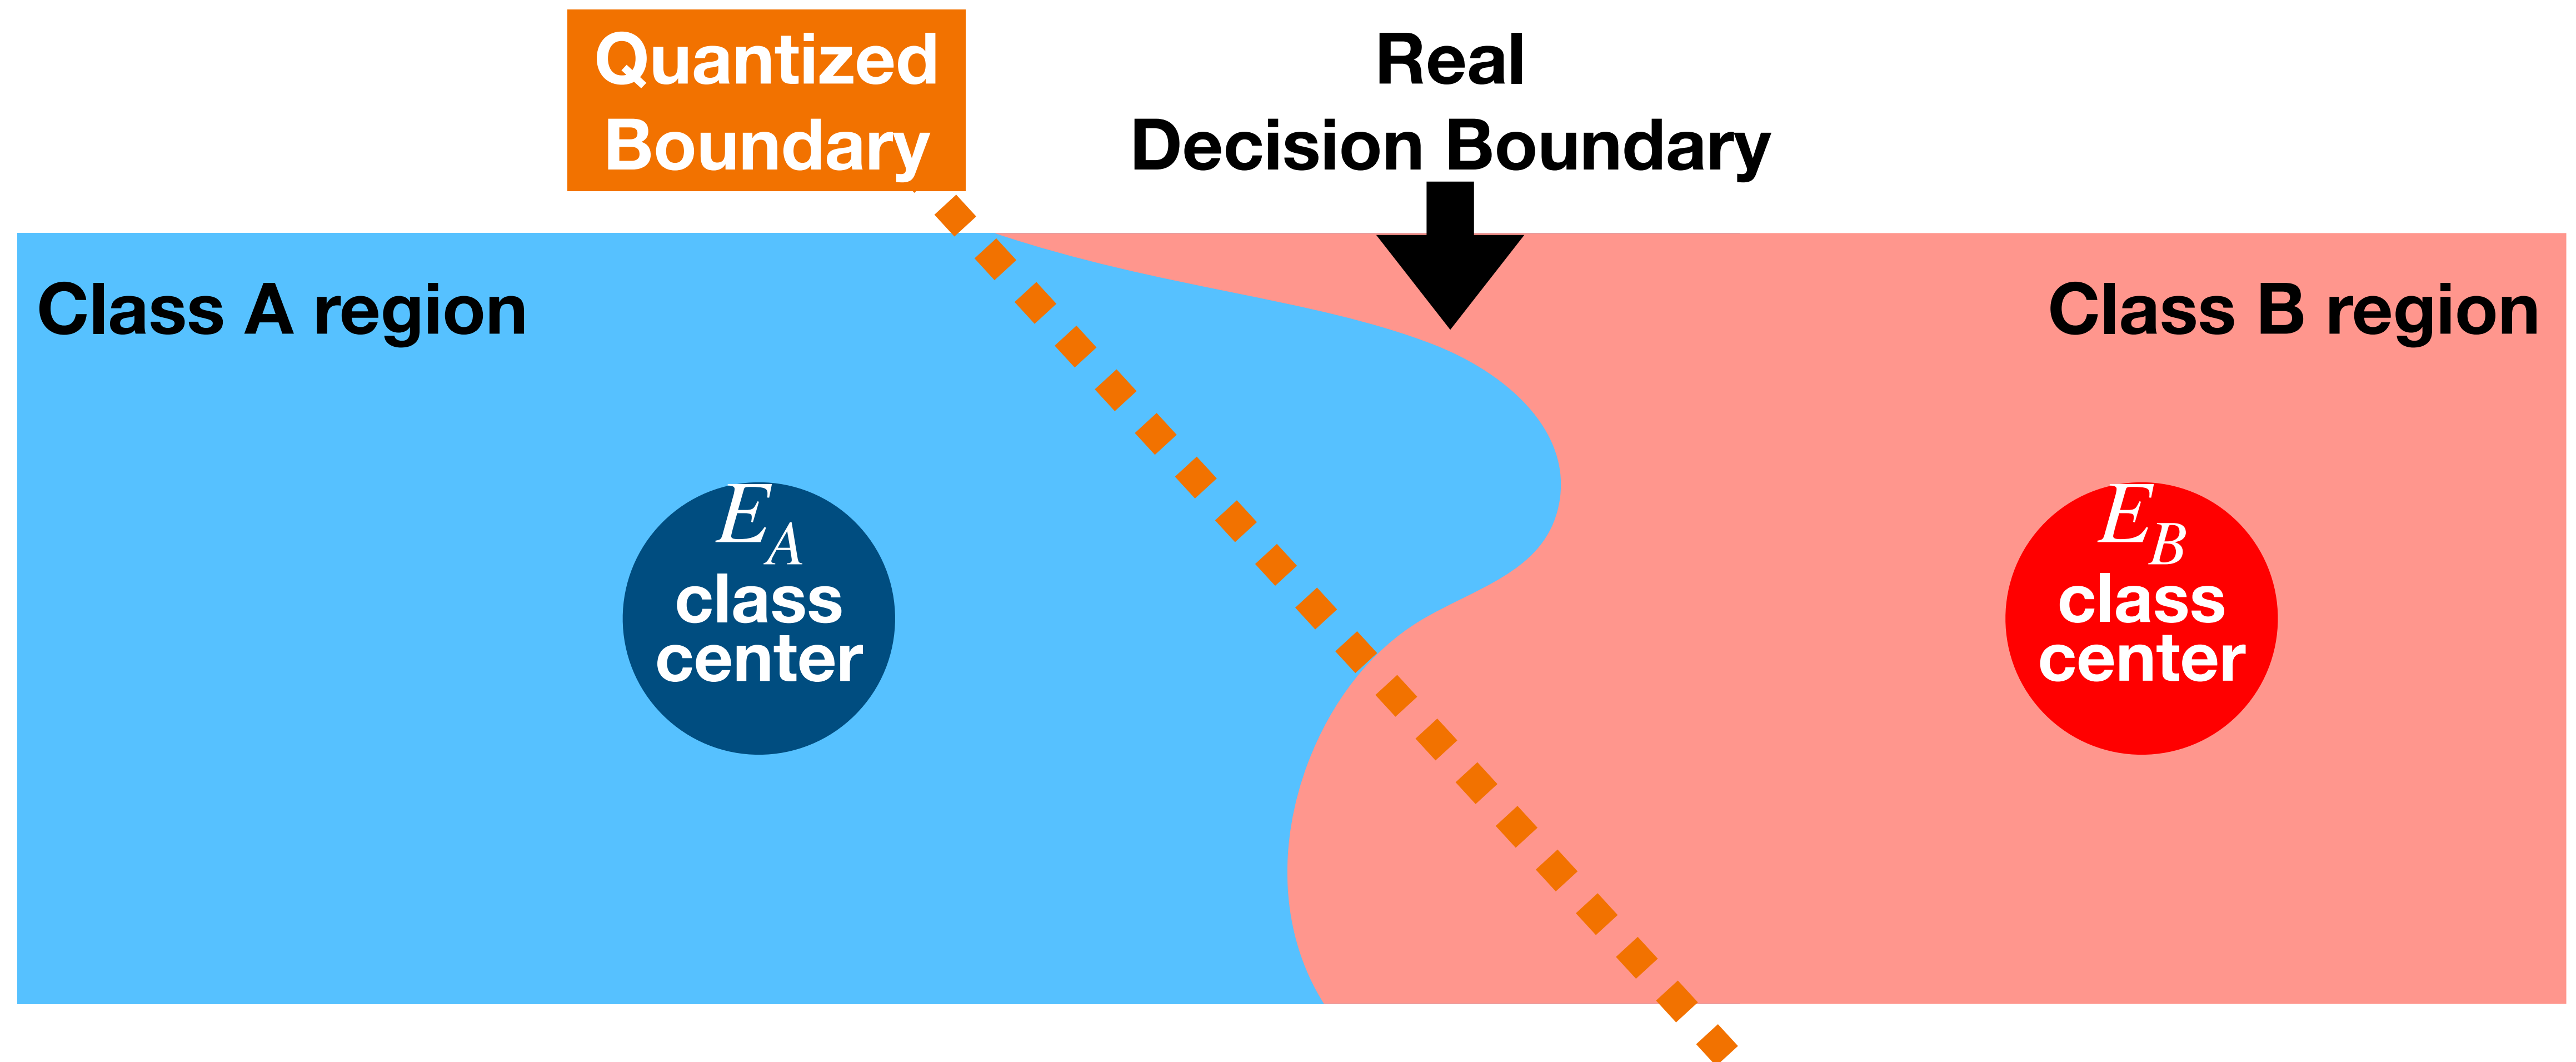 Quantized
Boundary
Real
Decision Boundary
Class A region
Class B region
E_A
class
center
E_B
class
center